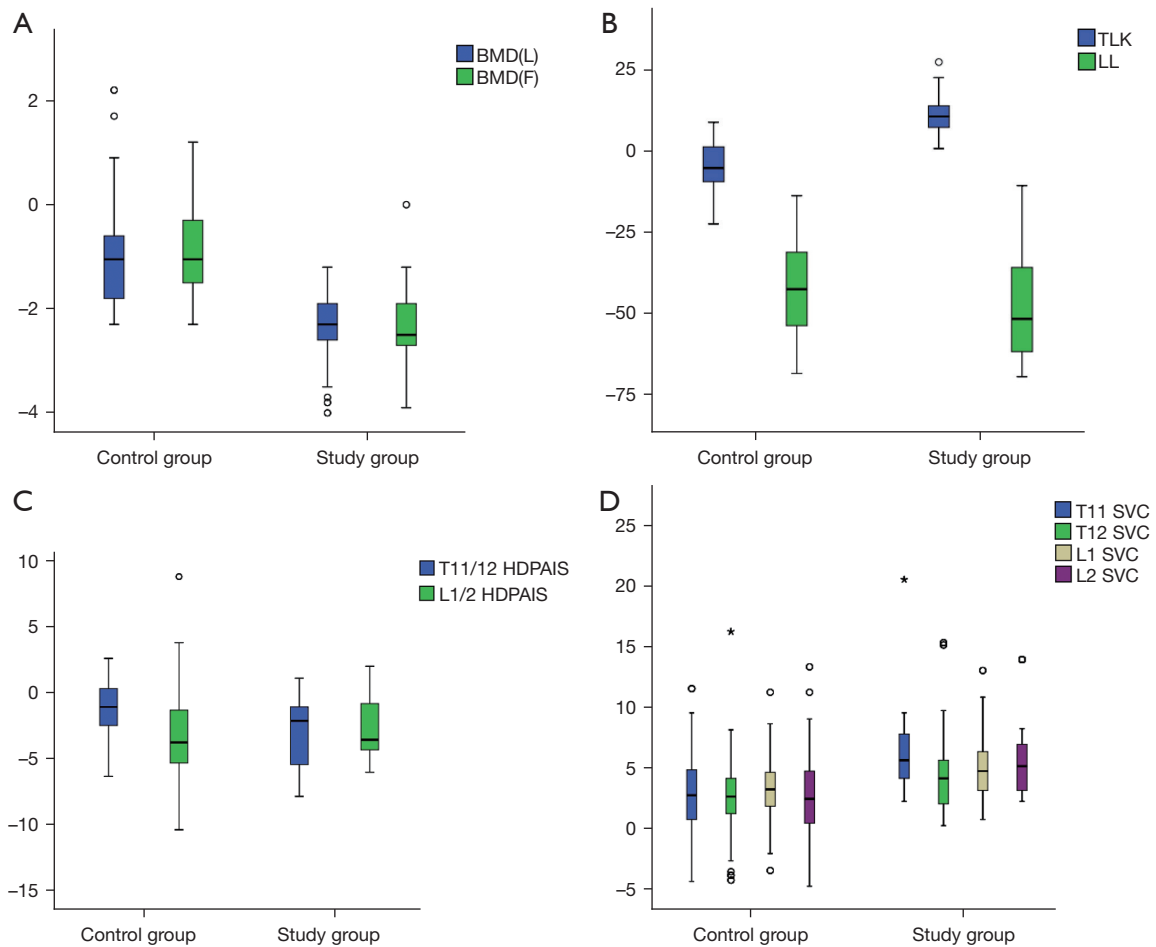 A
BMD(L)
BMD(F)
2
0
−2
−4
Control group
Study group
B
TLK
LL
25
0
−25
−50
−75
Control group
Study group
C
T11/12 HDPAIS
L1/2 HDPAIS
10
5
0
−5
−10
−15
Control group
Study group
D
T11 SVC
T12 SVC
L1 SVC
L2 SVC
25
20
15
10
5
0
−5
Control group
Study group